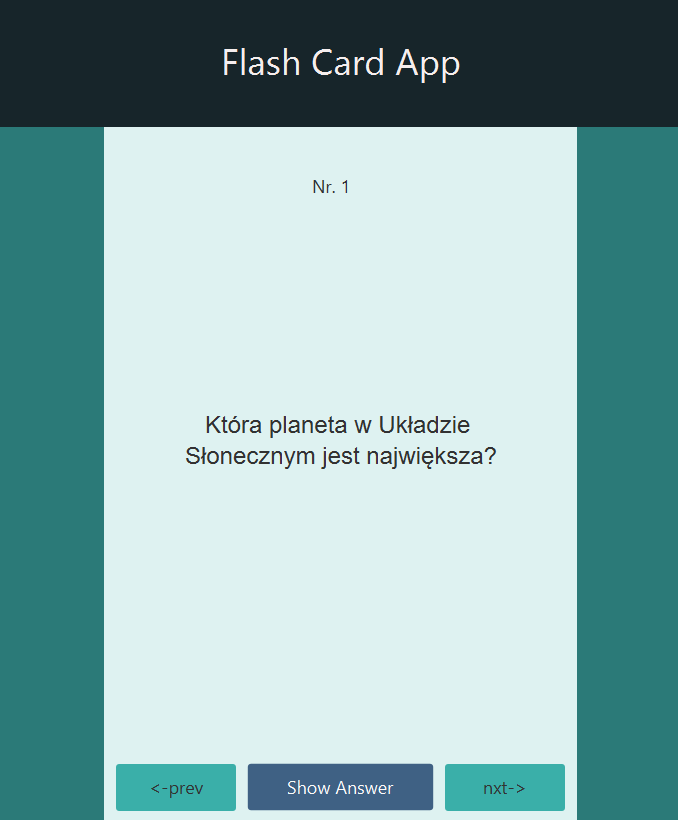 Flash Card App
Nr. 1
Która planeta w Układzie
Słonecznym jest największa?
<-prev
Show Answer
nxt->